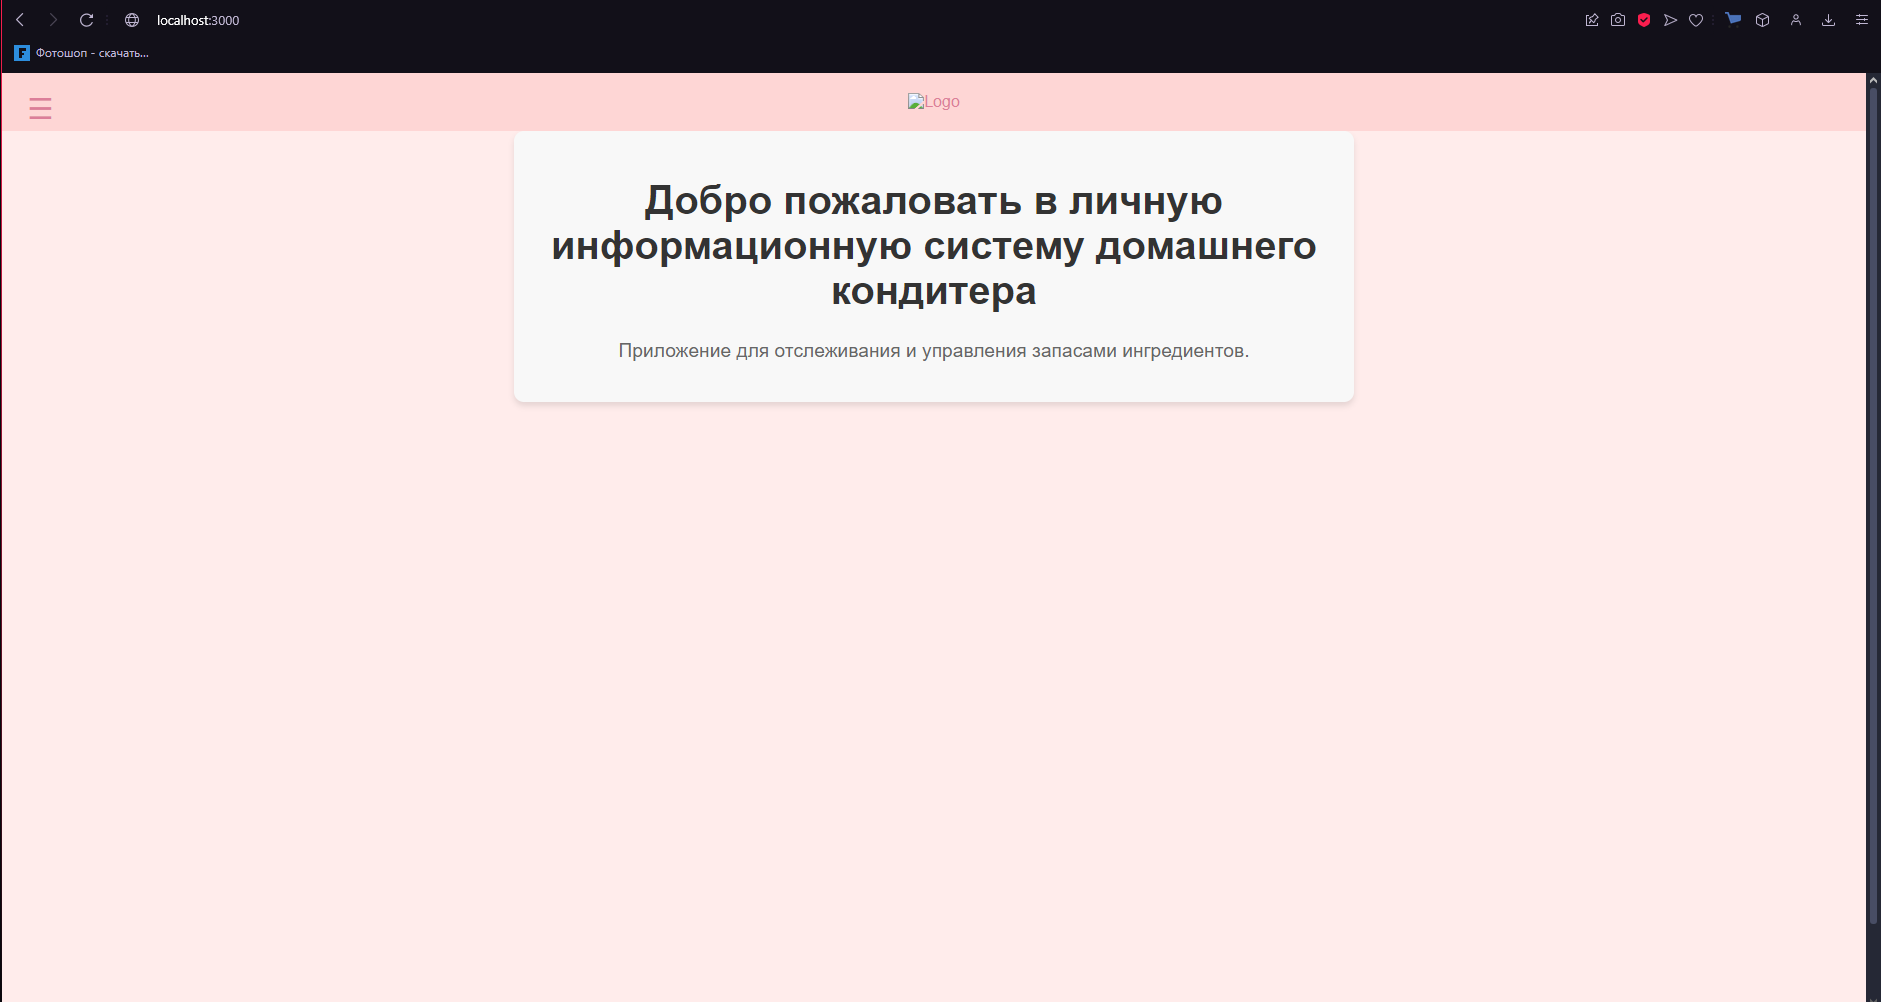 localhost:3000
Фотошоп - скачать...
Logo
Добро пожаловать в личную
информационную систему домашнего
кондитера
Приложение для отслеживания и управления запасами ингредиентов.